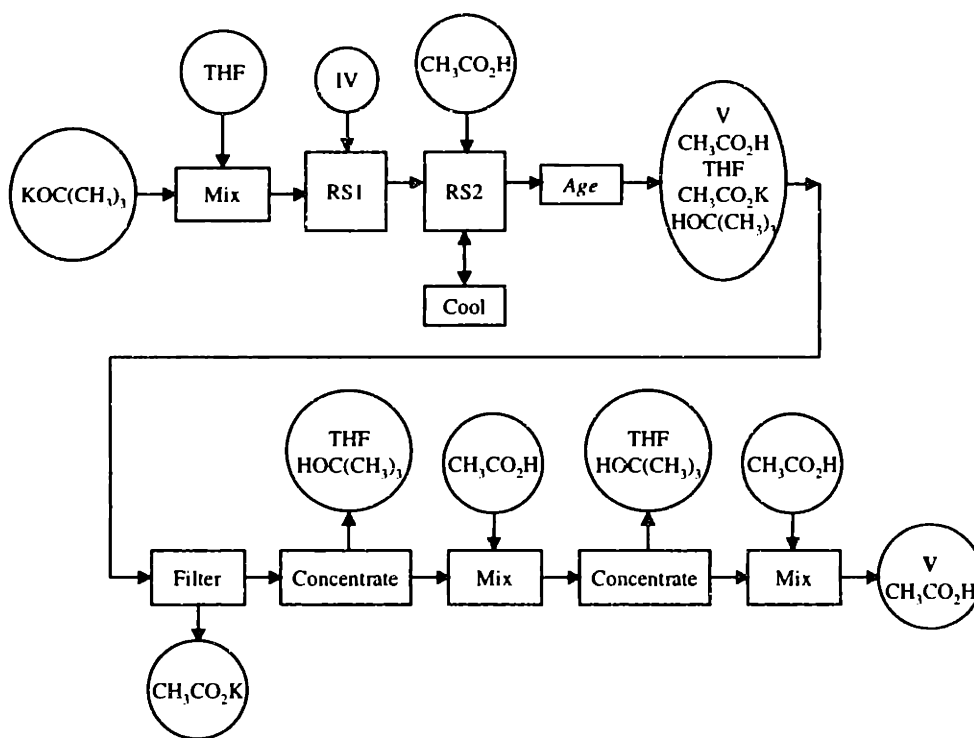 THF
IV
CH₃CO₂H
KOC(CH₃)₃
Mix
RS1
RS2
Age
V
CH₃CO₂H
THF
CH₃CO₂K
HOC(CH₃)₃
Cool
THF
HOC(CH₃)₃
CH₃CO₂H
THF
HOC(CH₃)₃
CH₃CO₂H
Filter
Concentrate
Mix
Concentrate
Mix
V
CH₃CO₂H
CH₃CO₂K